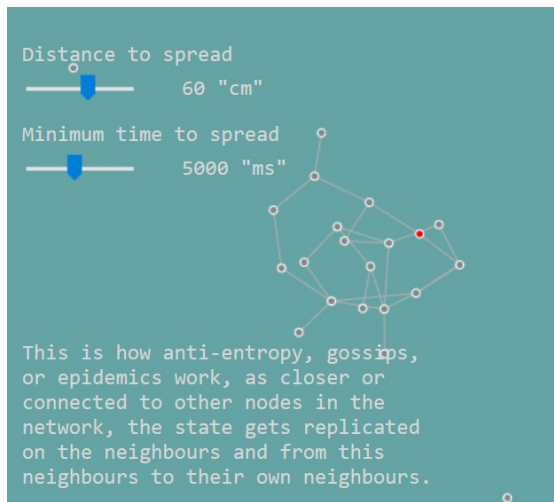 Distance to spread
60 "cm"
Minimum time to spread
5000 "ms"
This is how anti-entropy, gossips,
or epidemics work, as closer or
connected to other nodes in the
network, the state gets replicated
on the neighbours and from this
neighbours to their own neighbours.